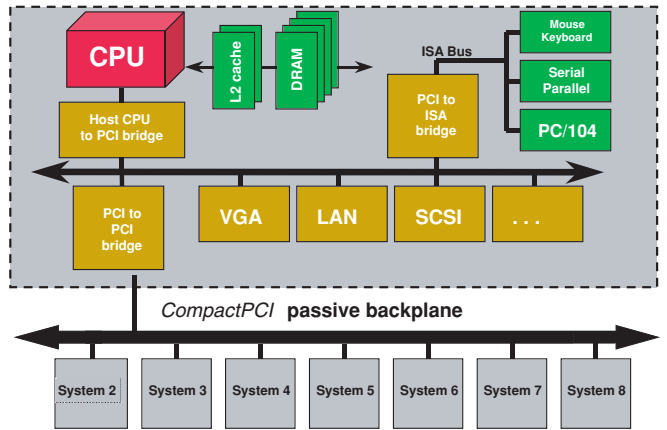 CPU
L2 cache
DRAM
ISA Bus
Mouse
Keyboard
Serial
Parallel
PC/104
Host CPU
to PCI bridge
PCI to
ISA
bridge
PCI to
PCI
bridge
VGA
LAN
SCSI
. . .
CompactPCI passive backplane
System 2
System 3
System 4
System 5
System 6
System 7
System 8